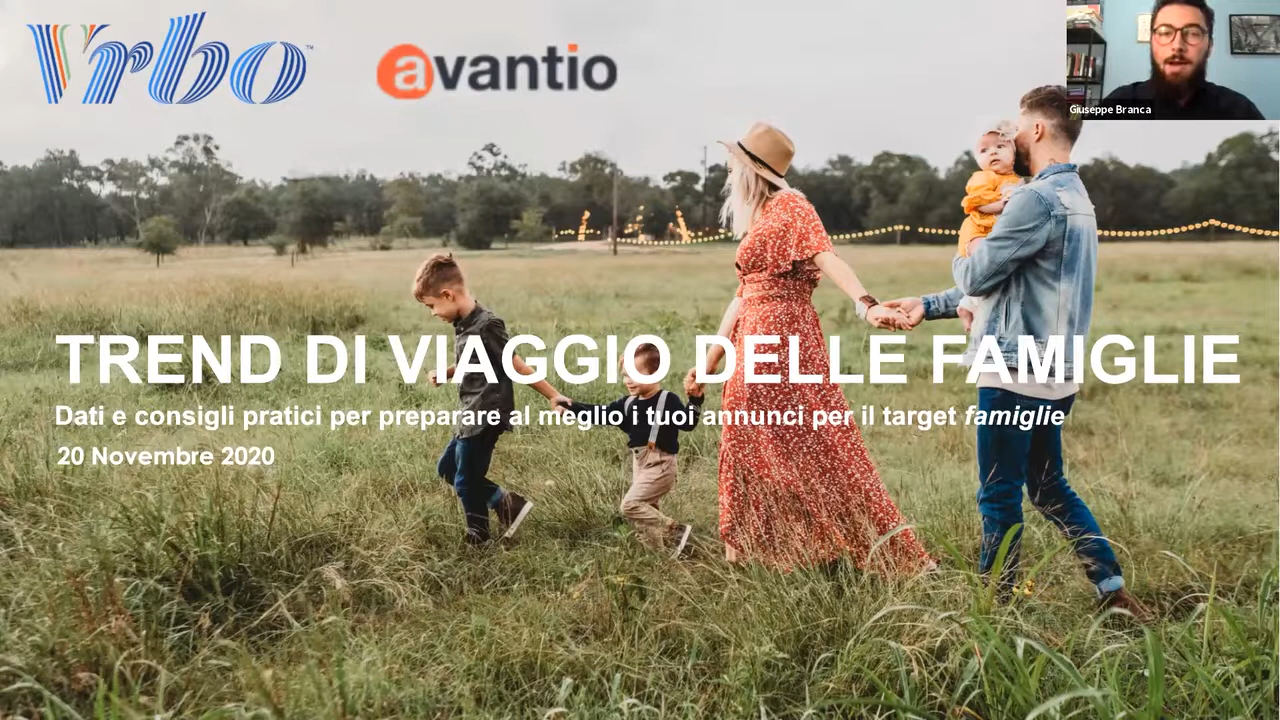 Vrbo™
avantio
Giuseppe Branca
TREND DI VIAGGIO DELLE FAMIGLIE
Dati e consigli pratici per preparare al meglio i tuoi annunci per il target famiglie
20 Novembre 2020